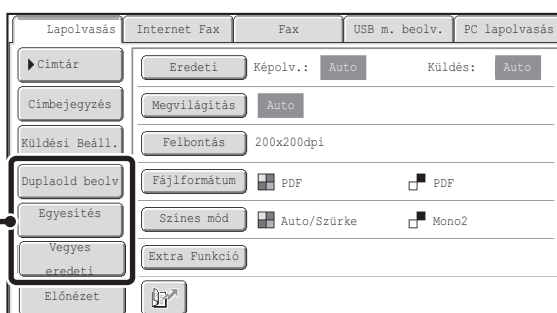 Lapolvasás Internet Fax Fax USB m. beolv. PC lapolvasás
Címtár Eredeti Képolv.: Auto Küldés: Auto
Címbejegyzés Megvilágítás Auto
Küldési Beáll. Felbontás 200x200dpi
Duplaold beolv Fájlformátum PDF PDF
Egyesítés Színes mód Auto/Szürke Mono2
Vegyes
eredeti Extra Funkció
Előnézet